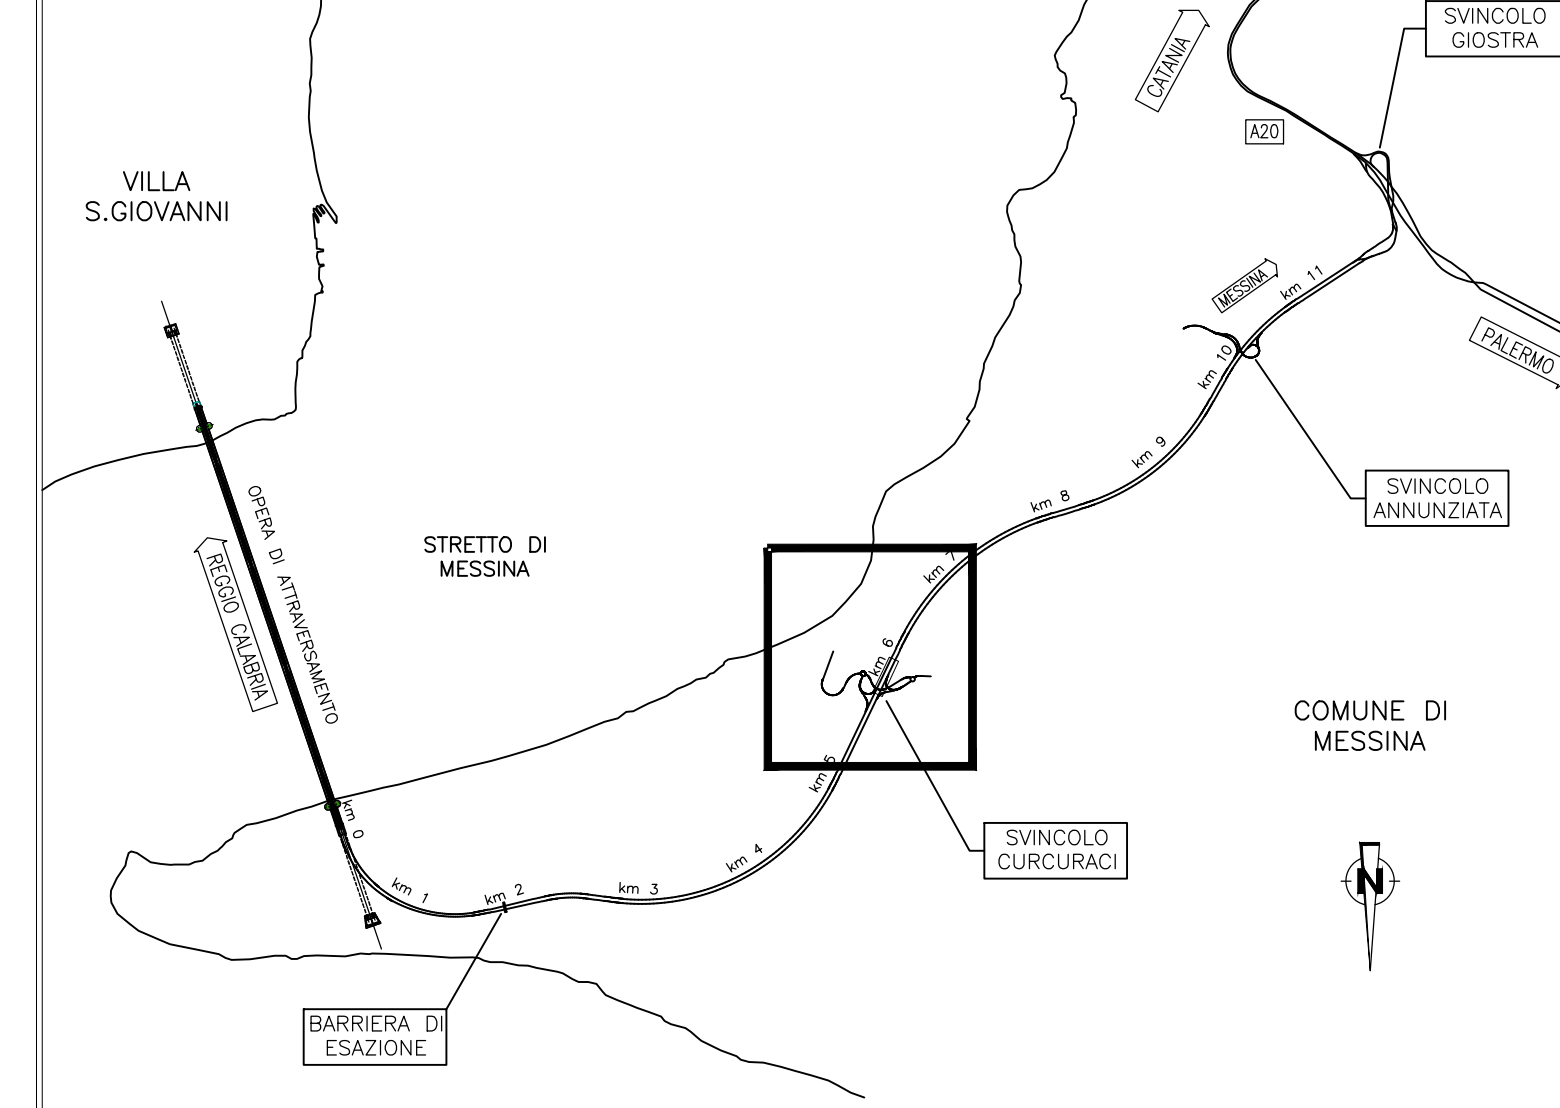 SVINCOLO
GIOSTRA
CATANIA
A20
VILLA
S.GIOVANNI
MESSINA
km 11
PALERMO
km 10
km 9
SVINCOLO
ANNUNZIATA
km 8
OPERA DI ATTRAVERSAMENTO
REGGIO CALABRIA
STRETTO DI
MESSINA
km 7
km 6
COMUNE DI
MESSINA
km 5
km 0
SVINCOLO
CURCURACI
km 4
km 3
km 2
km 1
N
BARRIERA DI
ESAZIONE